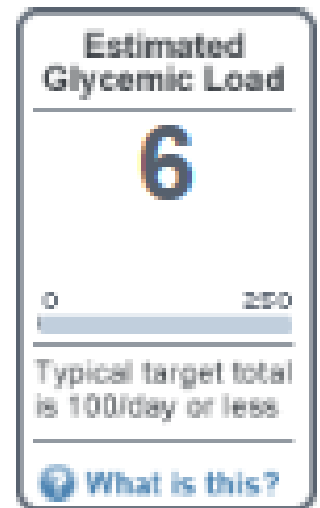 Estimated
Glycemic Load
6
0 250
Typical target total
is 100/day or less
What is this?